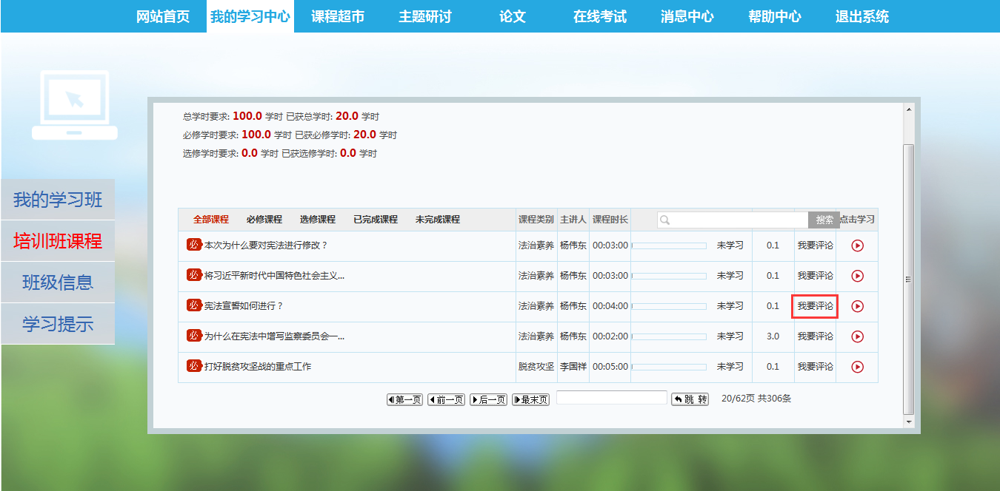 网站首页 我的学习中心 课程超市 主题研讨 论文 在线考试 消息中心 帮助中心 退出系统
总学时要求: 100.0 学时 已获总学时: 20.0 学时
必修学时要求: 100.0 学时 已获必修学时: 20.0 学时
选修学时要求: 0.0 学时 已获选修学时: 0.0 学时
我的学习班
培训班课程
班级信息
学习提示
全部课程 必修课程 选修课程 已完成课程 未完成课程 课程类别 主讲人 课程时长 搜索 点击学习
必 本次为什么要对宪法进行修改？ 法治素养 杨伟东 00:03:00 未学习 0.1 我要评论
必 将习近平新时代中国特色社会主义... 法治素养 杨伟东 00:03:00 未学习 0.1 我要评论
必 宪法宣誓如何进行？ 法治素养 杨伟东 00:04:00 未学习 0.1 我要评论
必 为什么在宪法中增写监察委员会一... 法治素养 杨伟东 00:02:00 未学习 3.0 我要评论
必 打好脱贫攻坚战的重点工作 脱贫攻坚 李国祥 00:05:00 未学习 0.1 我要评论
第一页 前一页 后一页 最末页 跳 转 20/62页 共306条